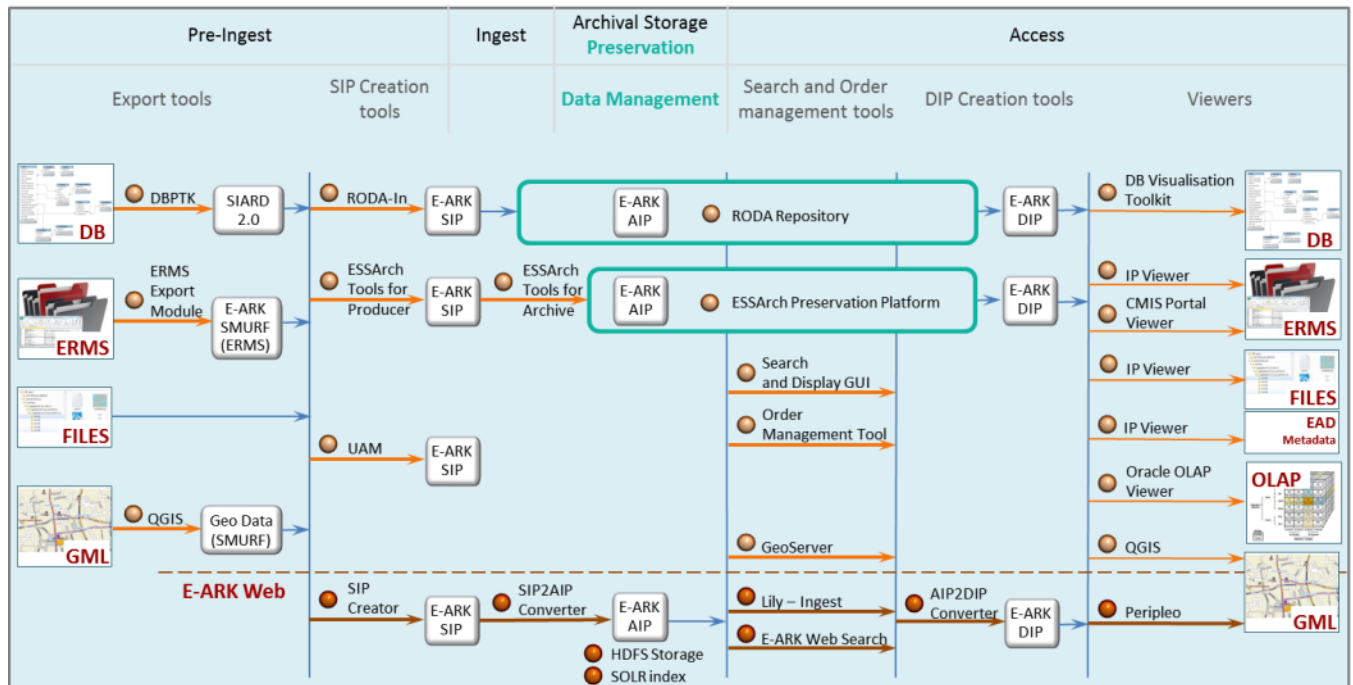 Pre-Ingest
Ingest
Archival Storage
Preservation
Access
Export tools
SIP Creation
tools
Data Management
Search and Order
management tools
DIP Creation tools
Viewers
DB
DBPTK
SIARD
2.0
RODA-In
E-ARK
SIP
E-ARK
AIP
RODA Repository
E-ARK
DIP
DB Visualisation
Toolkit
DB
ERMS
ERMS
Export
Module
E-ARK
SMURF
(ERMS)
ESSArch
Tools for
Producer
E-ARK
SIP
ESSArch
Tools for
Archive
E-ARK
AIP
ESSArch Preservation Platform
E-ARK
DIP
IP Viewer
CMIS Portal
Viewer
ERMS
Search
and Display GUI
IP Viewer
FILES
FILES
Order
Management Tool
IP Viewer
EAD
Metadata
UAM
E-ARK
SIP
Oracle OLAP
Viewer
OLAP
GML
QGIS
Geo Data
(SMURF)
GeoServer
QGIS
E-ARK Web
SIP
Creator
E-ARK
SIP
SIP2AIP
Converter
E-ARK
AIP
HDFS Storage
SOLR index
Lily – Ingest
E-ARK Web Search
AIP2DIP
Converter
E-ARK
DIP
Peripleo
GML